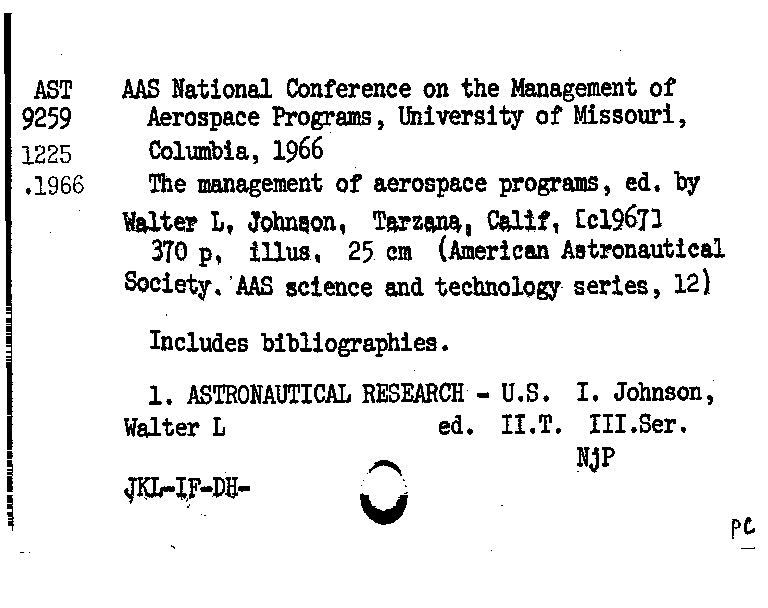 AST AAS National Conference on the Management of
9259 Aerospace Programs, University of Missouri,
1225 Columbia, 1966
.1966 The management of aerospace programs, ed. by
Walter L, Johnson, Tarzana, Calif, [c1967]
370 p, illus, 25 cm (American Astronautical
Society. AAS science and technology series, 12)
Includes bibliographies.
1. ASTRONAUTICAL RESEARCH - U.S. I. Johnson,
Walter L ed. II.T. III.Ser.
NjP
JKL-IF-DH-
PC